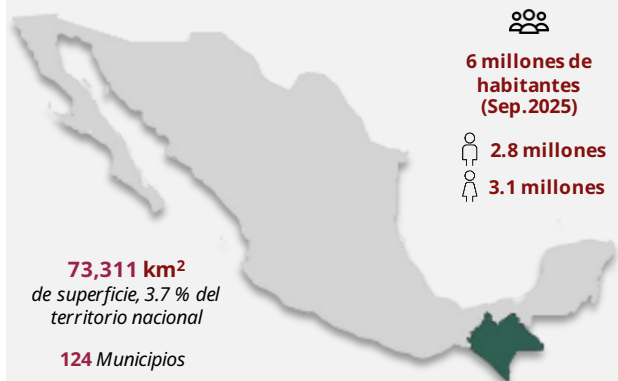 6 millones de
habitantes
(Sep.2025)
2.8 millones
3.1 millones
73,311 km²
de superficie, 3.7 % del
territorio nacional
124 Municipios